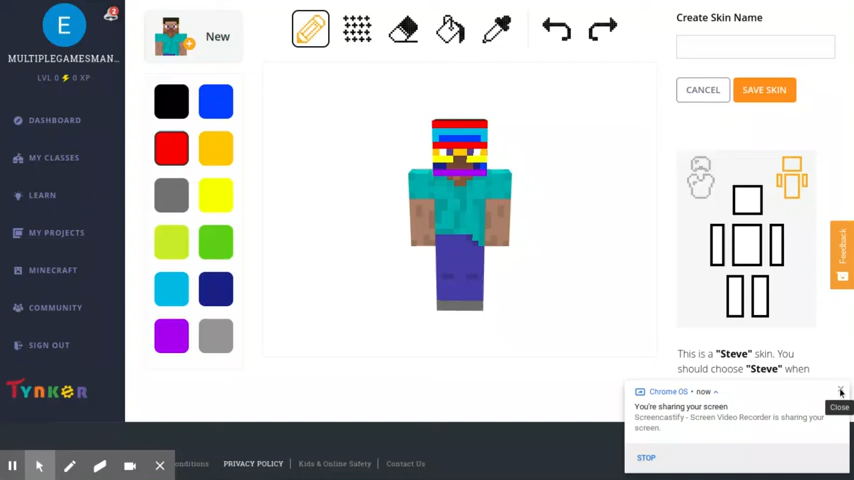 E
2
MULTIPLEGAMESMAN...
LVL 0 ⚡ 0 XP
DASHBOARD
MY CLASSES
LEARN
MY PROJECTS
MINECRAFT
COMMUNITY
SIGN OUT
TYNKER
New
Create Skin Name
CANCEL
SAVE SKIN
Feedback
This is a "Steve" skin. You
should choose "Steve" when
Chrome OS • now
Close
You're sharing your screen
Screencastify - Screen Video Recorder is sharing your
screen.
STOP
onditions
PRIVACY POLICY
Kids & Online Safety
Contact Us